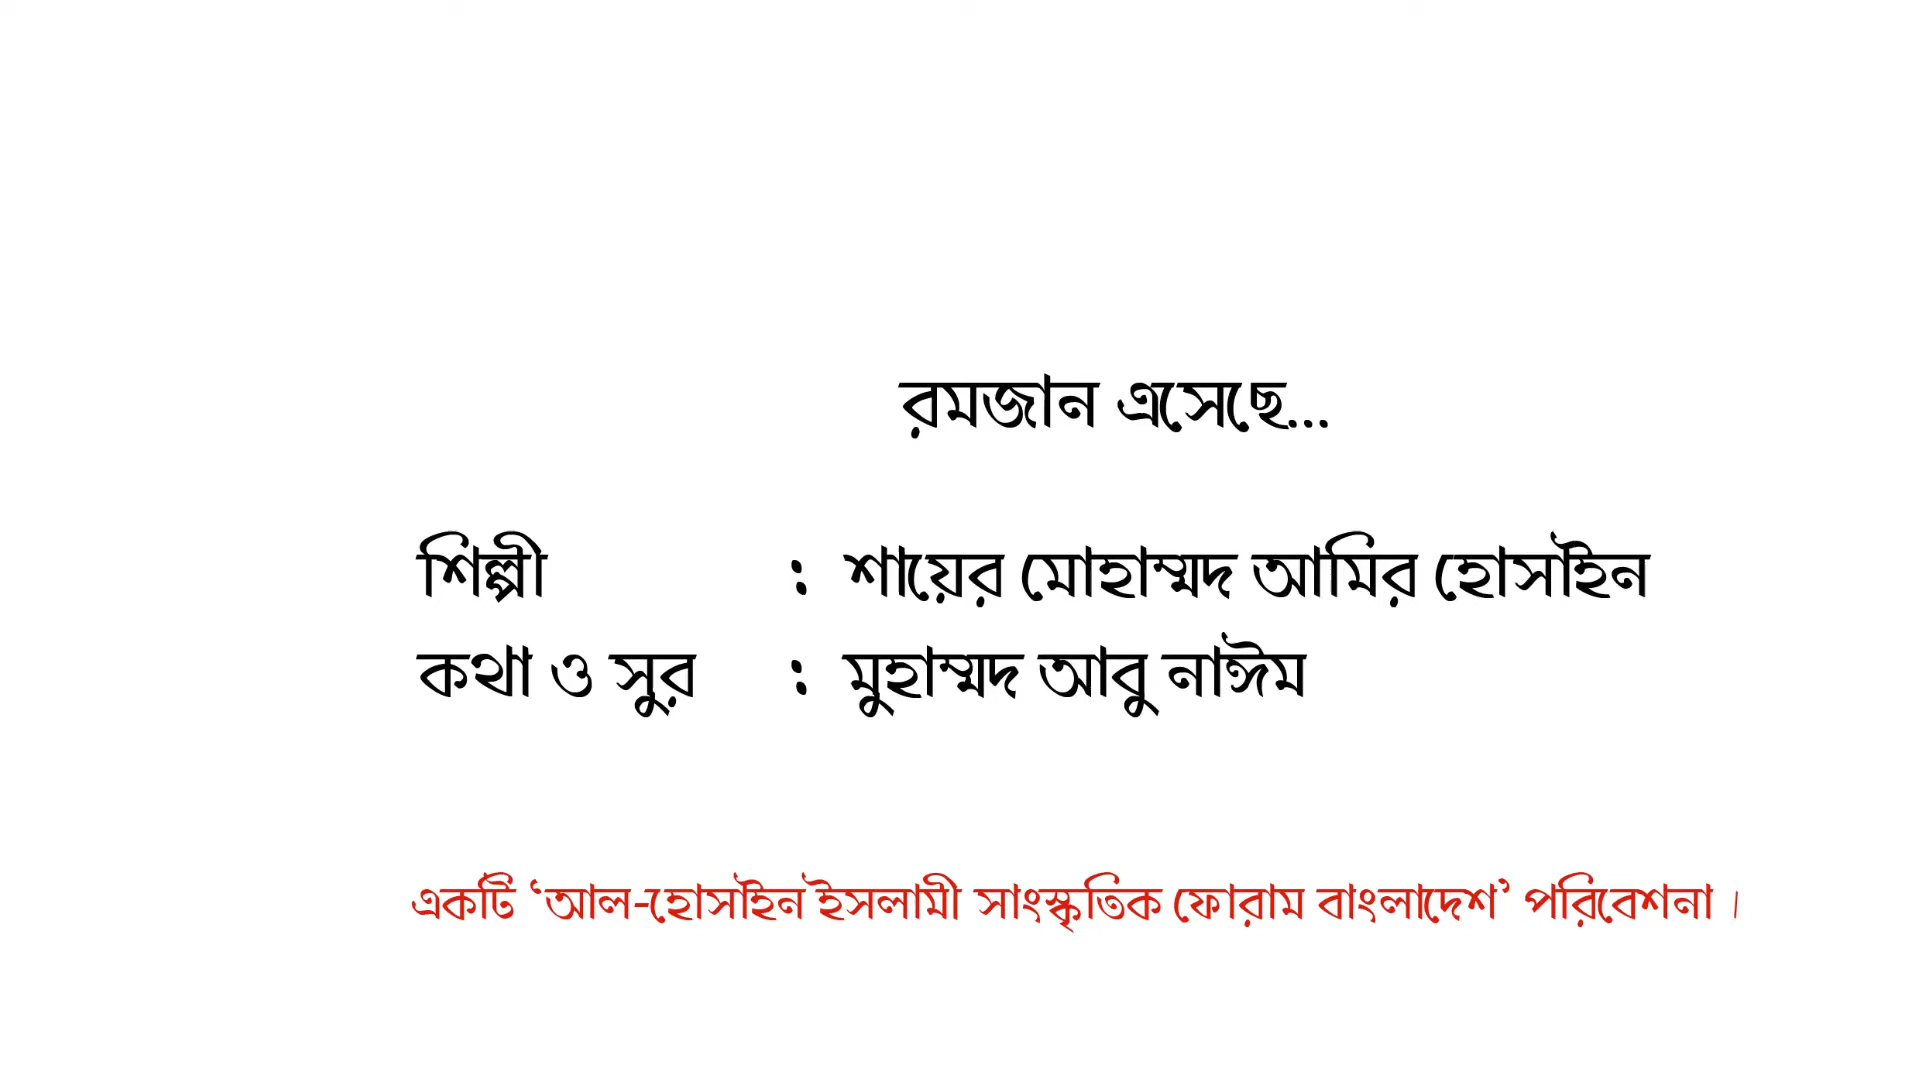 রমজান এসেছে...
শিল্পী : শায়ের মোহাম্মদ আমির হোসাইন
কথা ও সুর : মুহাম্মদ আবু নাঈম
একটি ‘আল-হোসাইন ইসলামী সাংস্কৃতিক ফোরাম বাংলাদেশ’ পরিবেশনা ।